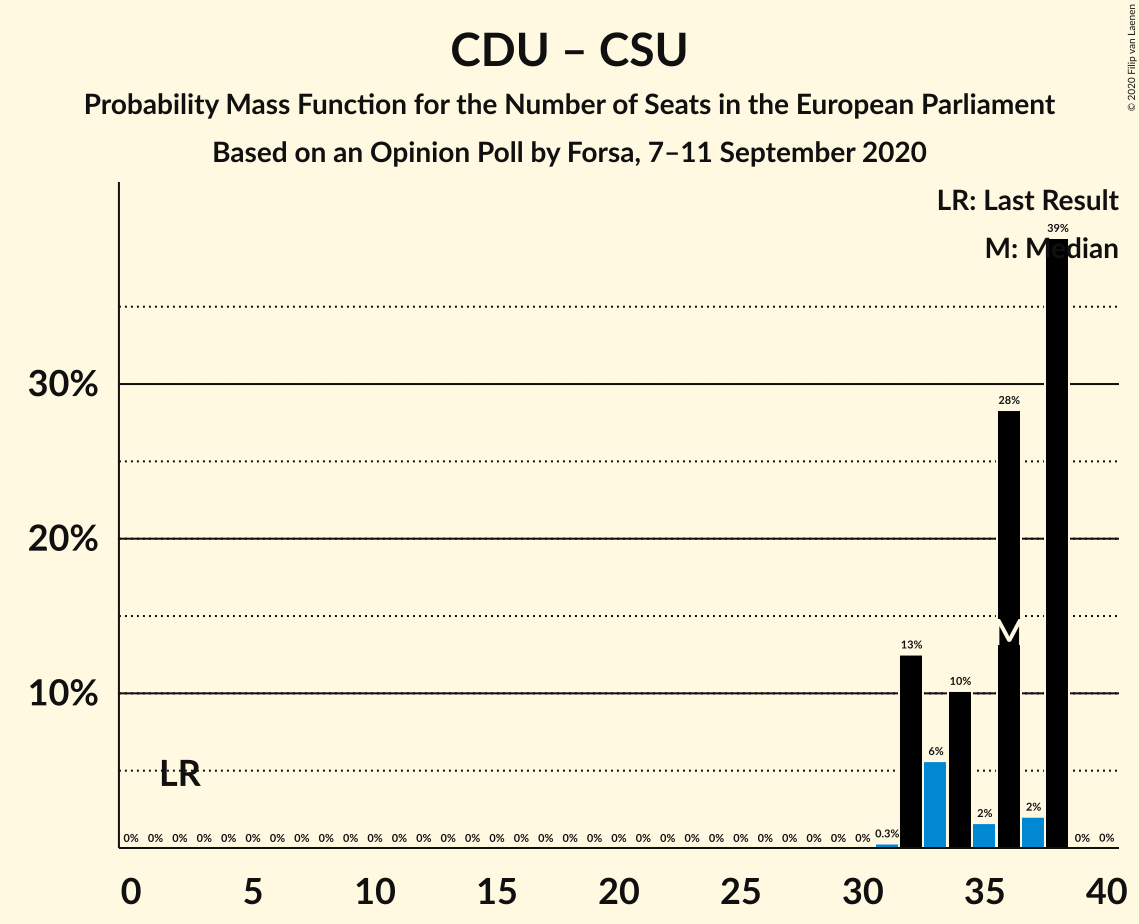 CDU – CSU
Probability Mass Function for the Number of Seats in the European Parliament
Based on an Opinion Poll by Forsa, 7–11 September 2020
© 2020 Filip van Laenen
LR: Last Result
M: Median
39%
30%
28%
20%
M
13%
10%
10%
6%
LR
2%
2%
0% 0% 0% 0% 0% 0% 0% 0% 0% 0% 0% 0% 0% 0% 0% 0% 0% 0% 0% 0% 0% 0% 0% 0% 0% 0% 0% 0% 0% 0% 0% 0.3% 0% 0%
0 5 10 15 20 25 30 35 40